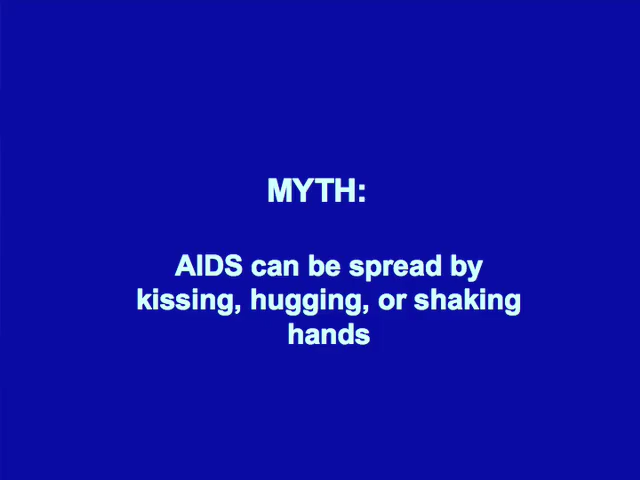 MYTH:
AIDS can be spread by
kissing, hugging, or shaking
hands